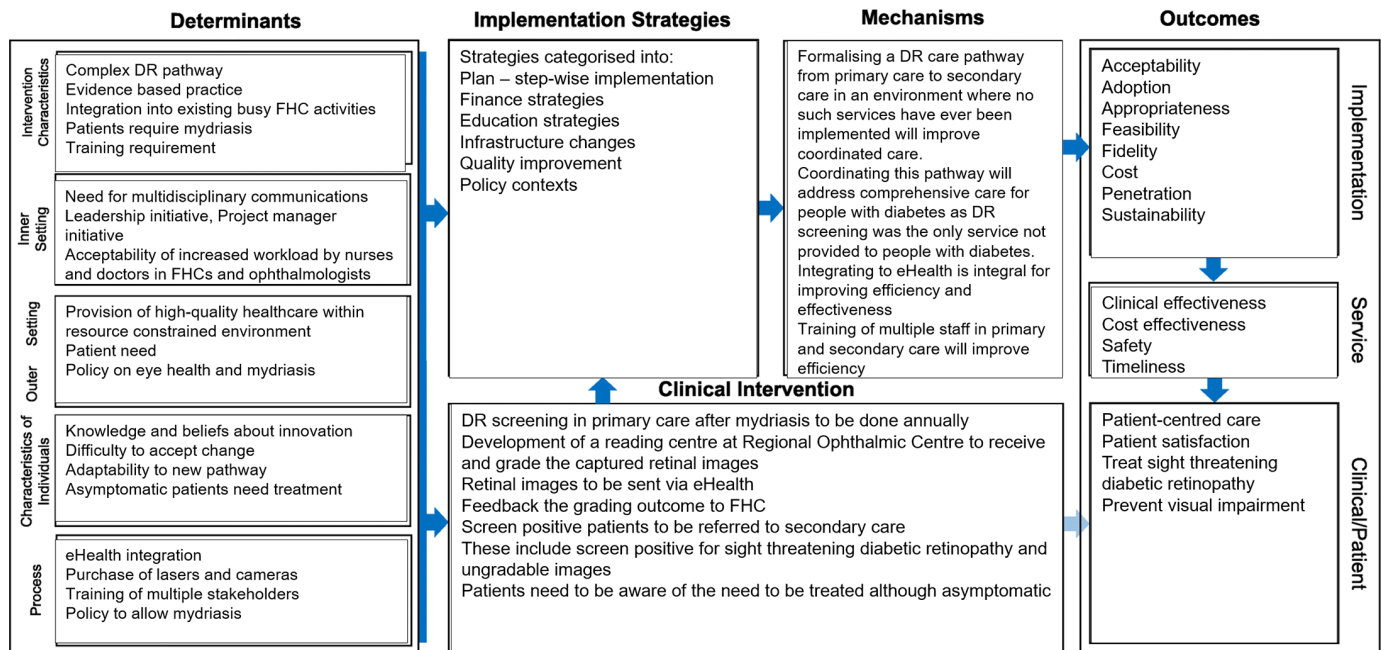 Determinants
Implementation Strategies
Mechanisms
Outcomes
Intervention
Characteristics
Complex DR pathway
Evidence based practice
Integration into existing busy FHC activities
Patients require mydriasis
Training requirement
Inner
Setting
Need for multidisciplinary communications
Leadership initiative, Project manager
initiative
Acceptability of increased workload by nurses
and doctors in FHCs and ophthalmologists
Outer Setting
Provision of high-quality healthcare within
resource constrained environment
Patient need
Policy on eye health and mydriasis
Characteristics of
Individuals
Knowledge and beliefs about innovation
Difficulty to accept change
Adaptability to new pathway
Asymptomatic patients need treatment
Process
eHealth integration
Purchase of lasers and cameras
Training of multiple stakeholders
Policy to allow mydriasis
Strategies categorised into:
Plan – step-wise implementation
Finance strategies
Education strategies
Infrastructure changes
Quality improvement
Policy contexts
Formalising a DR care pathway
from primary care to secondary
care in an environment where no
such services have ever been
implemented will improve
coordinated care.
Coordinating this pathway will
address comprehensive care for
people with diabetes as DR
screening was the only service not
provided to people with diabetes.
Integrating to eHealth is integral for
improving efficiency and
effectiveness
Training of multiple staff in primary
and secondary care will improve
efficiency
Clinical Intervention
DR screening in primary care after mydriasis to be done annually
Development of a reading centre at Regional Ophthalmic Centre to receive
and grade the captured retinal images
Retinal images to be sent via eHealth
Feedback the grading outcome to FHC
Screen positive patients to be referred to secondary care
These include screen positive for sight threatening diabetic retinopathy and
ungradable images
Patients need to be aware of the need to be treated although asymptomatic
Acceptability
Adoption
Appropriateness
Feasibility
Fidelity
Cost
Penetration
Sustainability
Implementation
Clinical effectiveness
Cost effectiveness
Safety
Timeliness
Service
Patient-centred care
Patient satisfaction
Treat sight threatening
diabetic retinopathy
Prevent visual impairment
Clinical/Patient